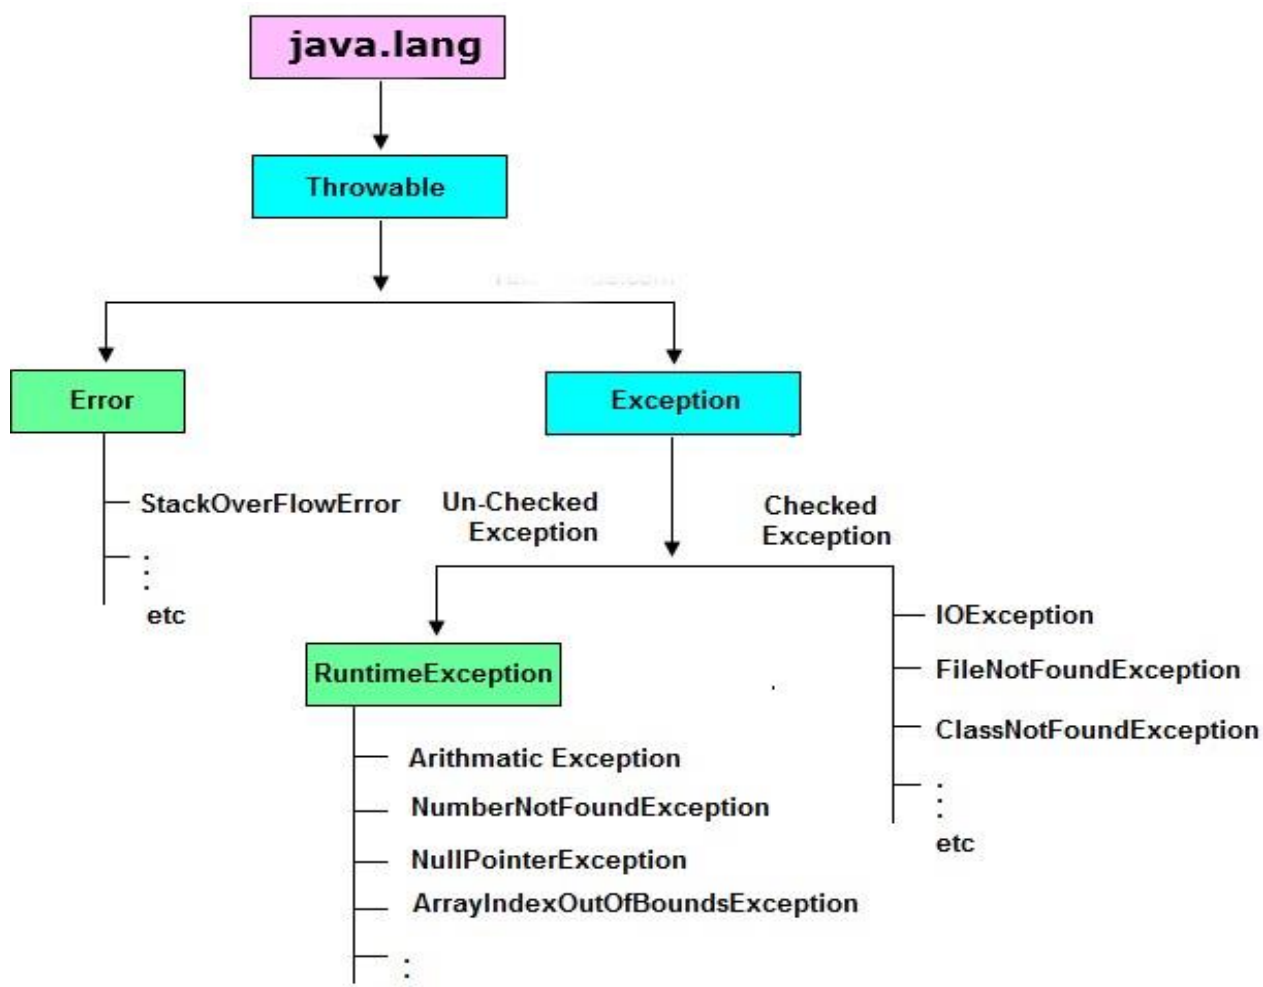 java.lang
Throwable
Error
Exception
StackOverFlowError
Un-Checked
Exception
Checked
Exception
etc
IOException
FileNotFoundException
ClassNotFoundException
etc
RuntimeException
Arithmatic Exception
NumberNotFoundException
NullPointerException
ArrayIndexOutOfBoundsException